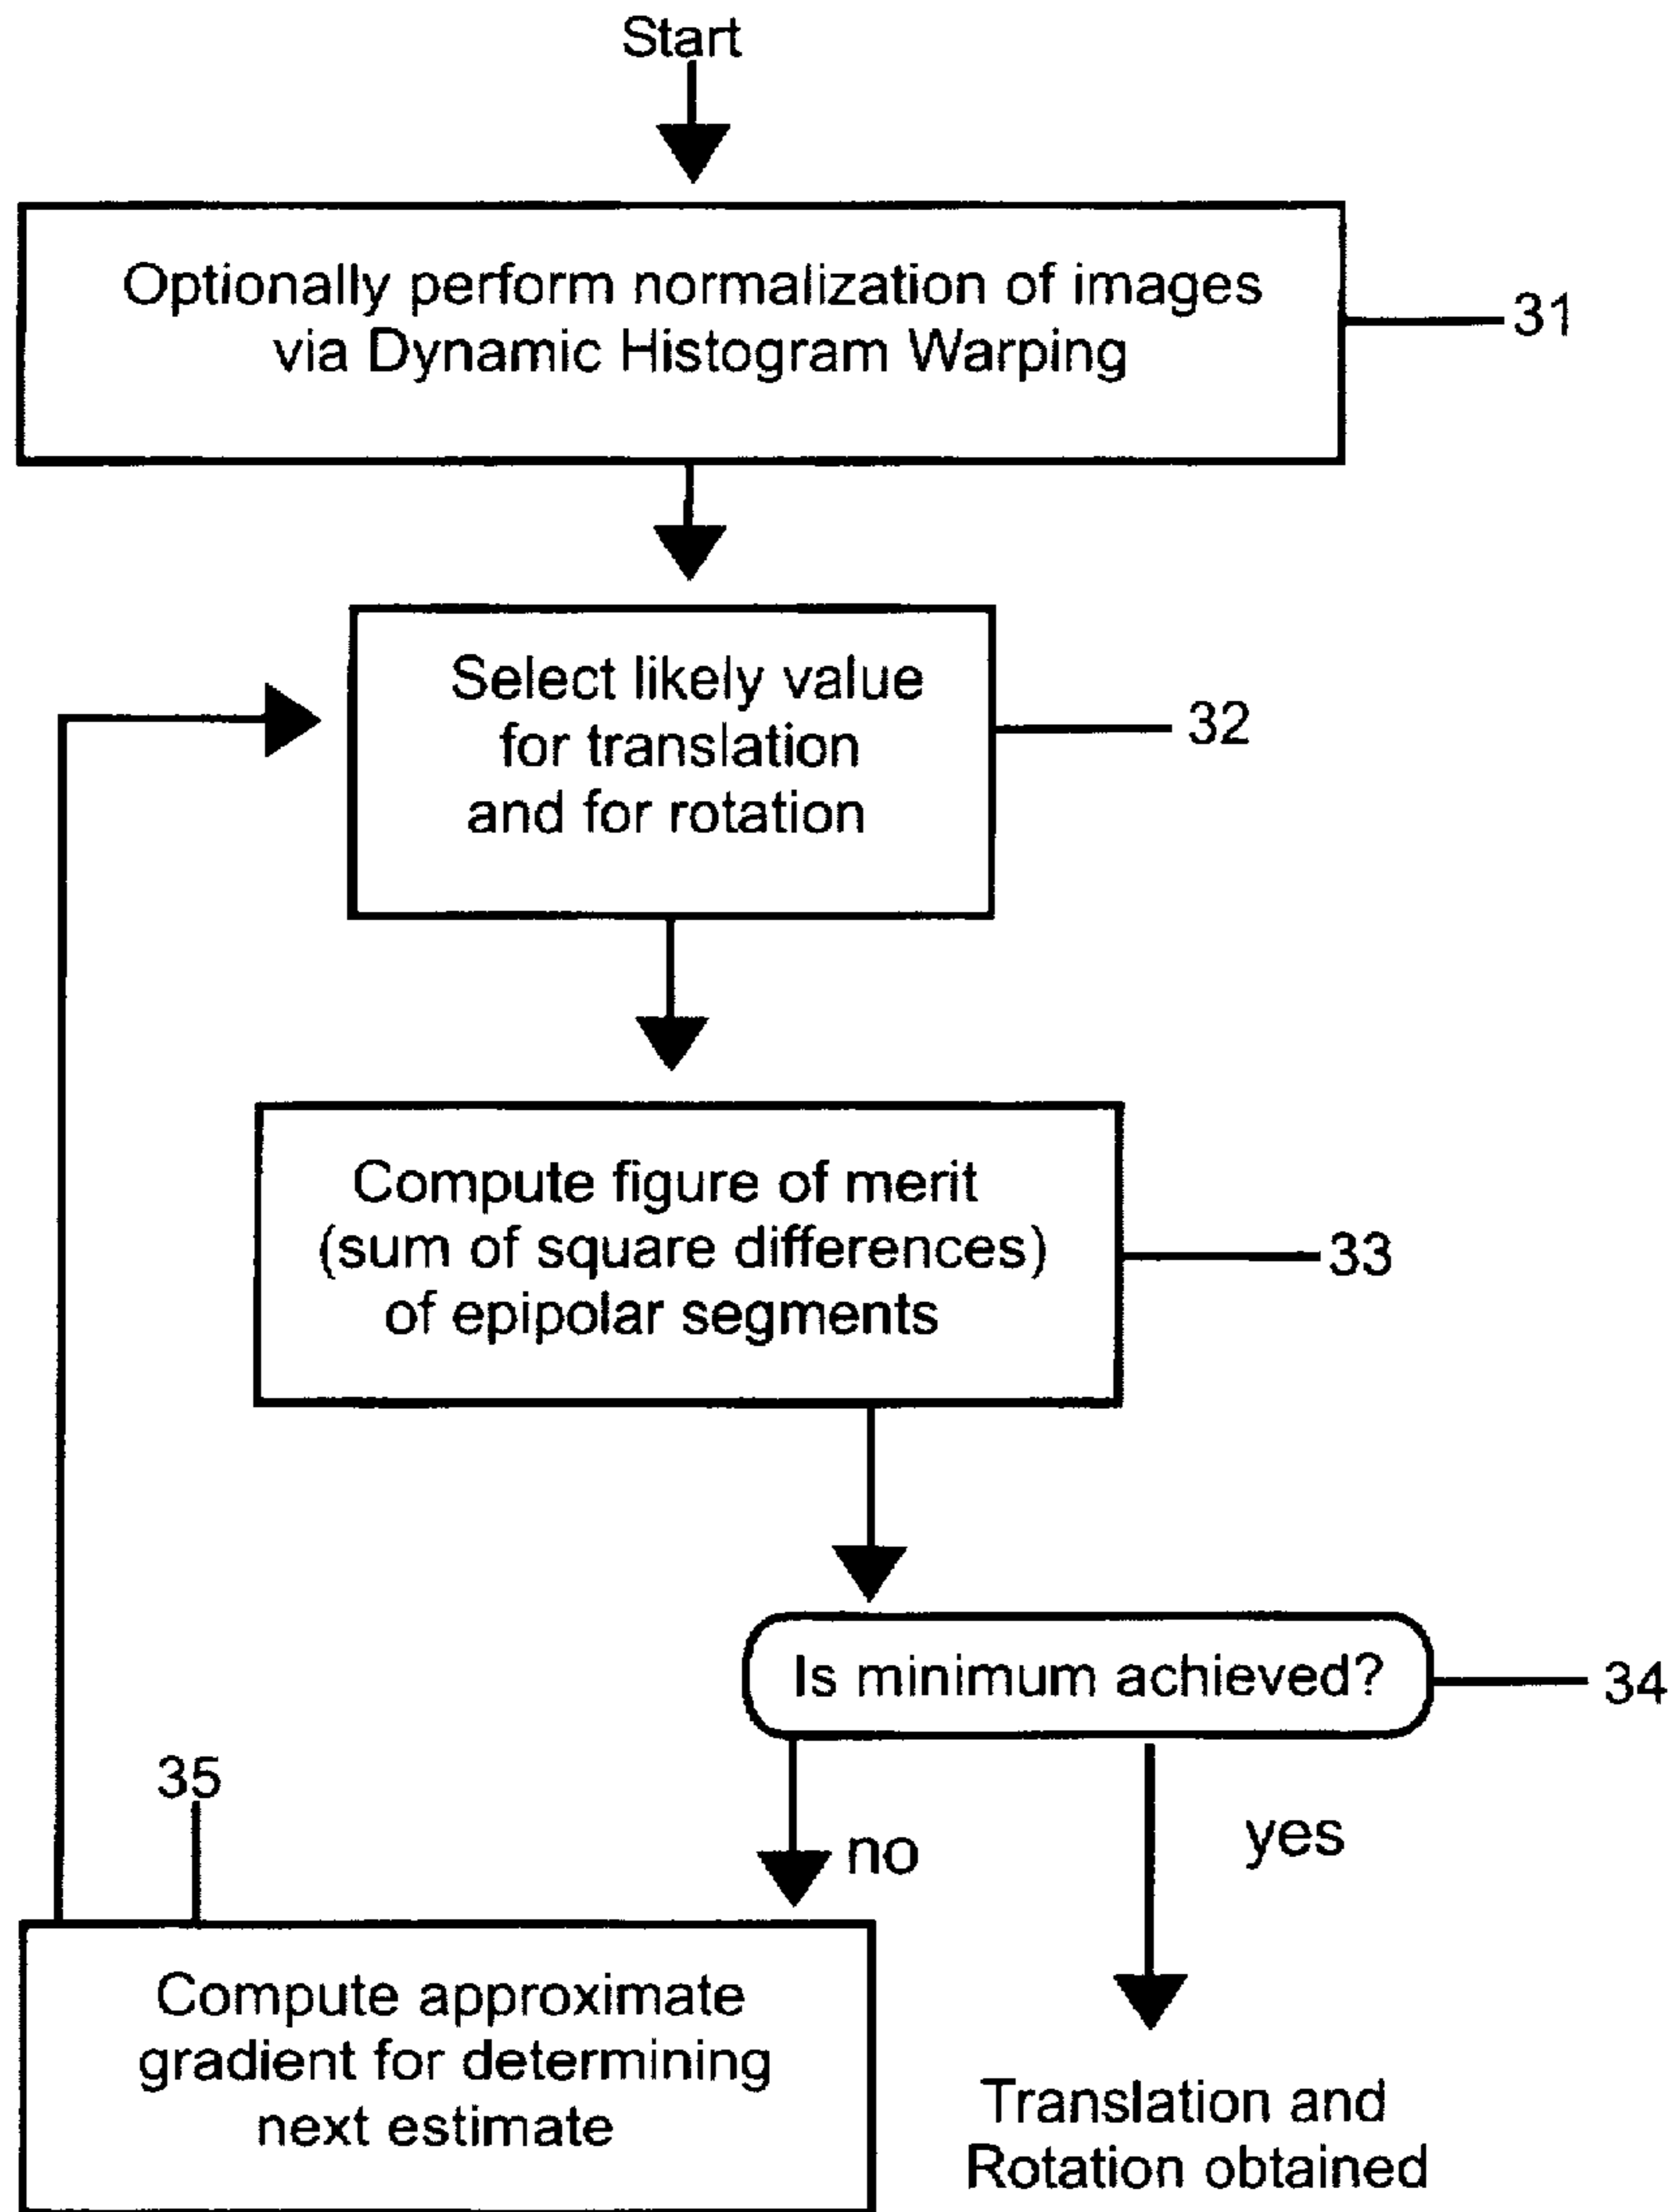 Start
Optionally perform normalization of images
via Dynamic Histogram Warping
31
Select likely value
for translation
and for rotation
32
Compute figure of merit
(sum of square differences)
of epipolar segments
33
Is minimum achieved?
34
35
no
yes
Compute approximate
gradient for determining
next estimate
Translation and
Rotation obtained